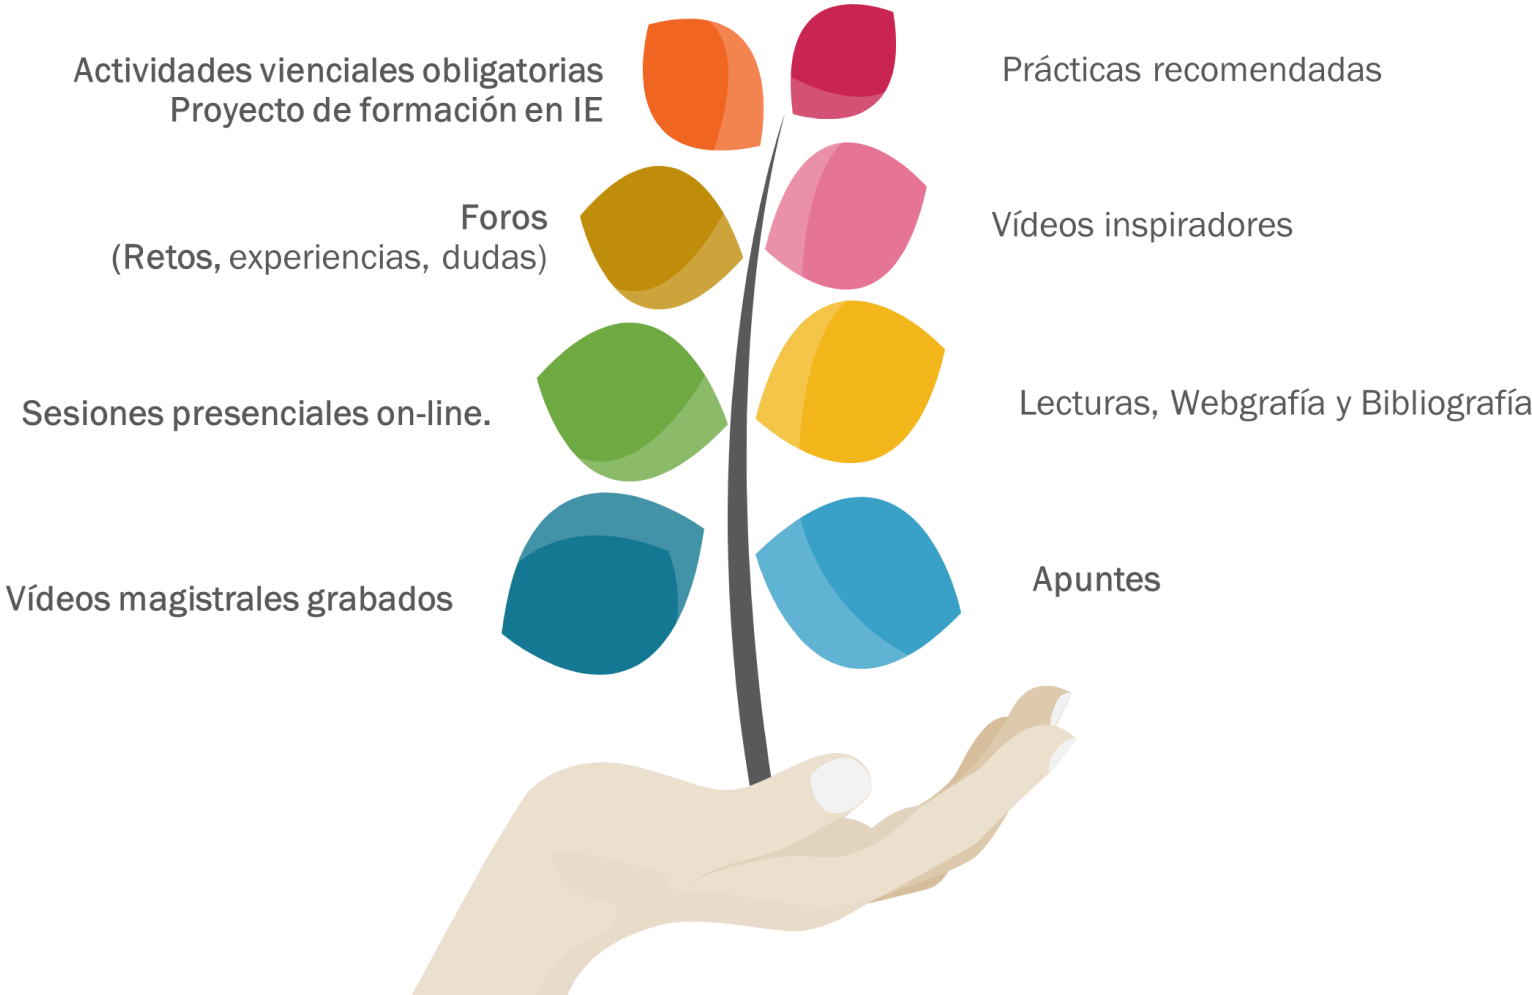 Actividades vienciales obligatorias
Proyecto de formación en IE
Prácticas recomendadas
Foros
(Retos, experiencias, dudas)
Vídeos inspiradores
Sesiones presenciales on-line.
Lecturas, Webgrafía y Bibliografía
Vídeos magistrales grabados
Apuntes